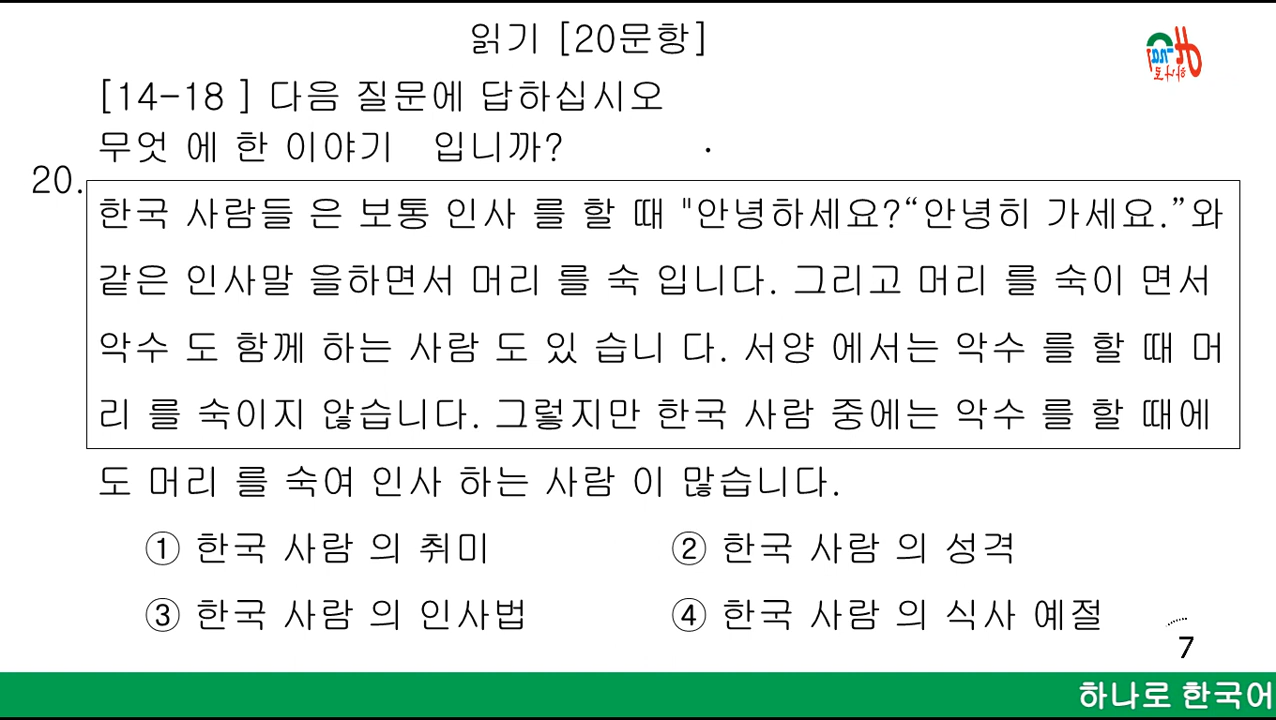 읽기 [20문항]
[14-18 ] 다음 질문에 답하십시오
무엇 에 한 이야기 입니까?
20.
한국 사람들 은 보통 인사 를 할 때 "안녕하세요?“안녕히 가세요.”와
같은 인사말 을하면서 머리 를 숙 입니다. 그리고 머리 를 숙이 면서
악수 도 함께 하는 사람 도 있 습니 다. 서양 에서는 악수 를 할 때 머
리 를 숙이지 않습니다. 그렇지만 한국 사람 중에는 악수 를 할 때에
도 머리 를 숙여 인사 하는 사람 이 많습니다.
① 한국 사람 의 취미 ② 한국 사람 의 성격
③ 한국 사람 의 인사법 ④ 한국 사람 의 식사 예절
7
하나로 한국어